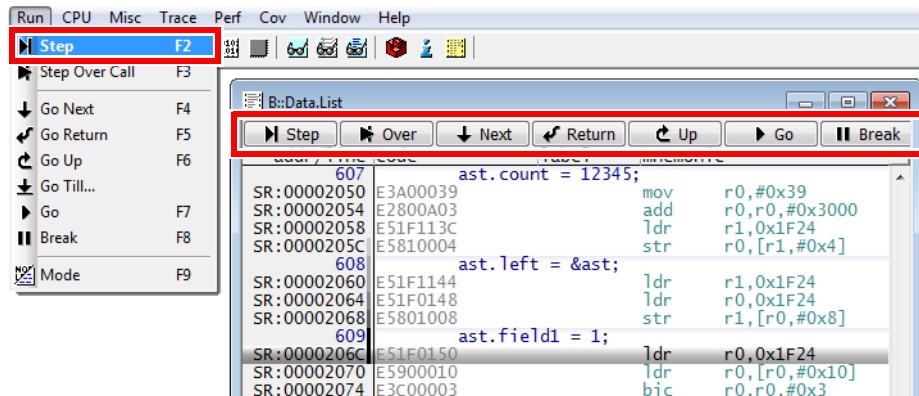 Run CPU Misc Trace Perf Cov Window Help
Step F2
Step Over Call F3
Go Next F4
Go Return F5
Go Up F6
Go Till...
Go F7
Break F8
Mode F9
B::Data.List
Step Over Next Return Up Go Break
addr/line code label mnemonic
607 ast.count = 12345;
SR:00002050 E3A00039 mov r0,#0x39
SR:00002054 E2800A03 add r0,r0,#0x3000
SR:00002058 E51F113C ldr r1,0x1F24
SR:0000205C E5810004 str r0,[r1,#0x4]
608 ast.left = &ast;
SR:00002060 E51F1144 ldr r1,0x1F24
SR:00002064 E51F0148 ldr r0,0x1F24
SR:00002068 E5801008 str r1,[r0,#0x8]
609 ast.field1 = 1;
SR:0000206C E51F0150 ldr r0,0x1F24
SR:00002070 E5900010 ldr r0,[r0,#0x10]
SR:00002074 E3C00003 bic r0,r0,#0x3